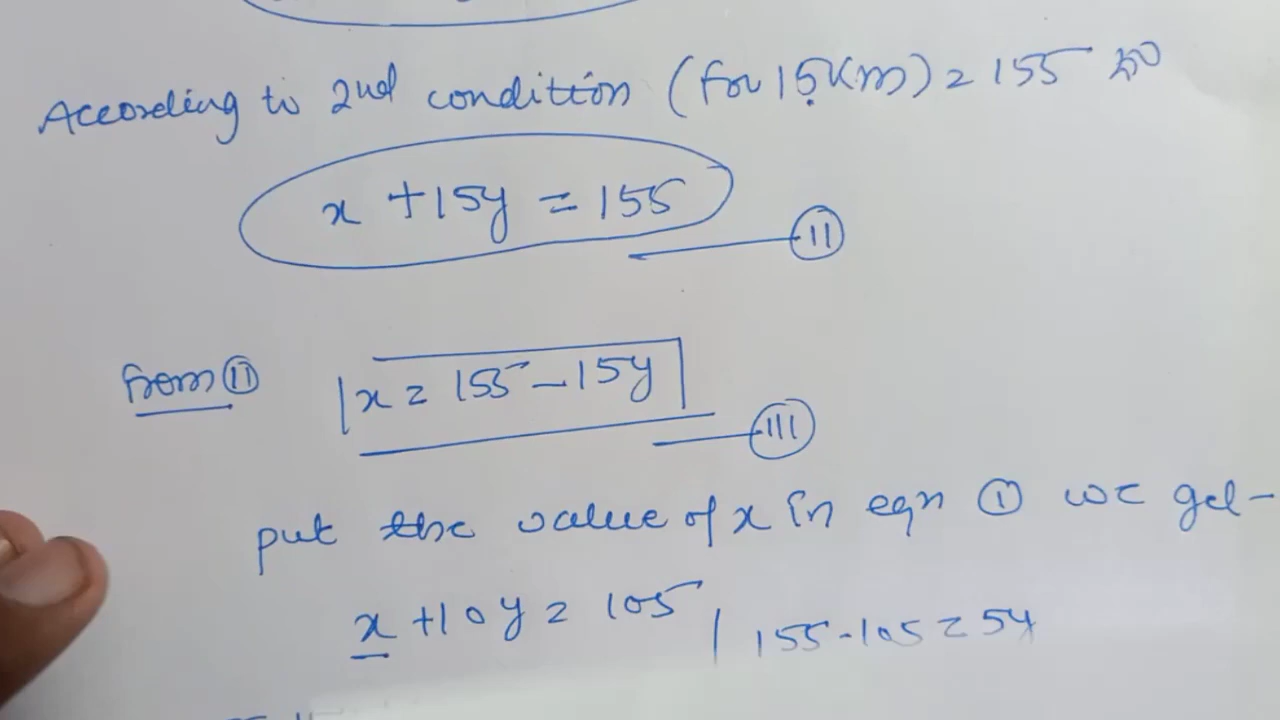 According to 2nd condition (for 15Km) = 155
x + 15y = 155
II
from II x = 155 - 15y
III
put the value of x in eqn I we get-
x + 10y = 105 | 155 - 105 = 5y